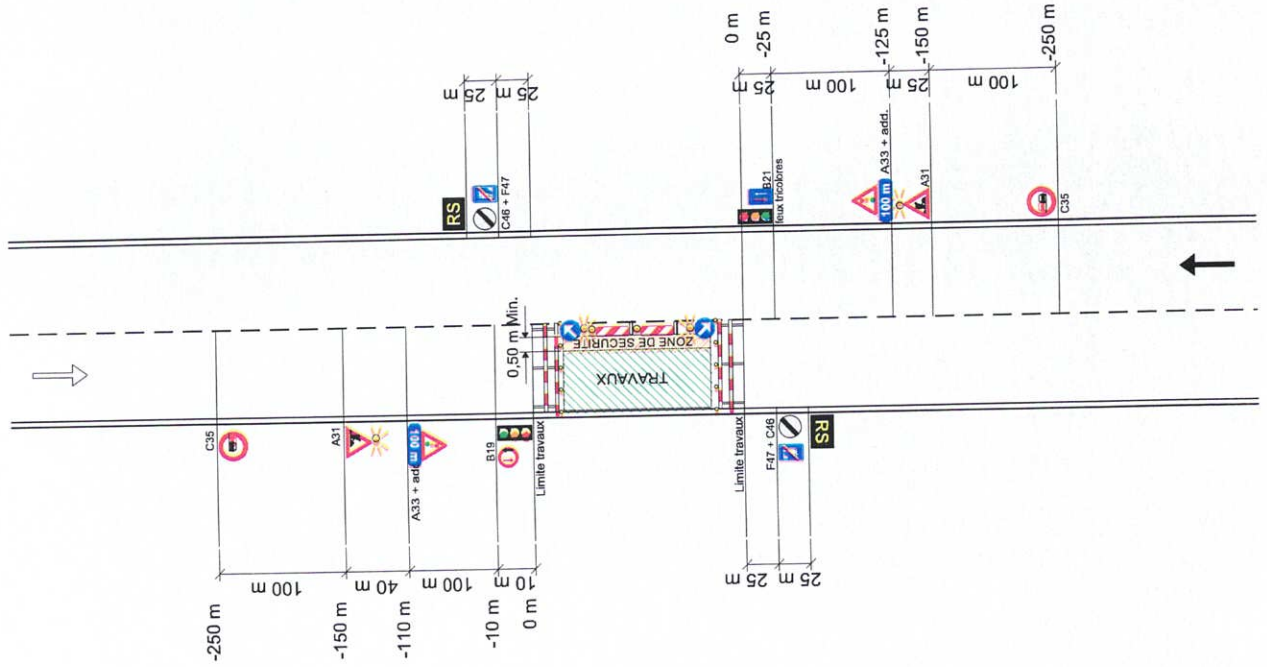 RS
25 m
C46 + F47
25 m
0,50 m Min.
ZONE DE SECURITE
TRAVAUX
C35
100 m
-250 m
A31
-150 m
40 m
100 m
A33 + add
-110 m
100 m
B19
-10 m
10 m
0 m
Limite travaux
Limite travaux
25 m
F47 + C46
25 m
RS
0 m
25 m
-25 m
B21
feux tricolores
100 m
A33 + add.
100 m
-125 m
25 m
A31
-150 m
100 m
C35
-250 m